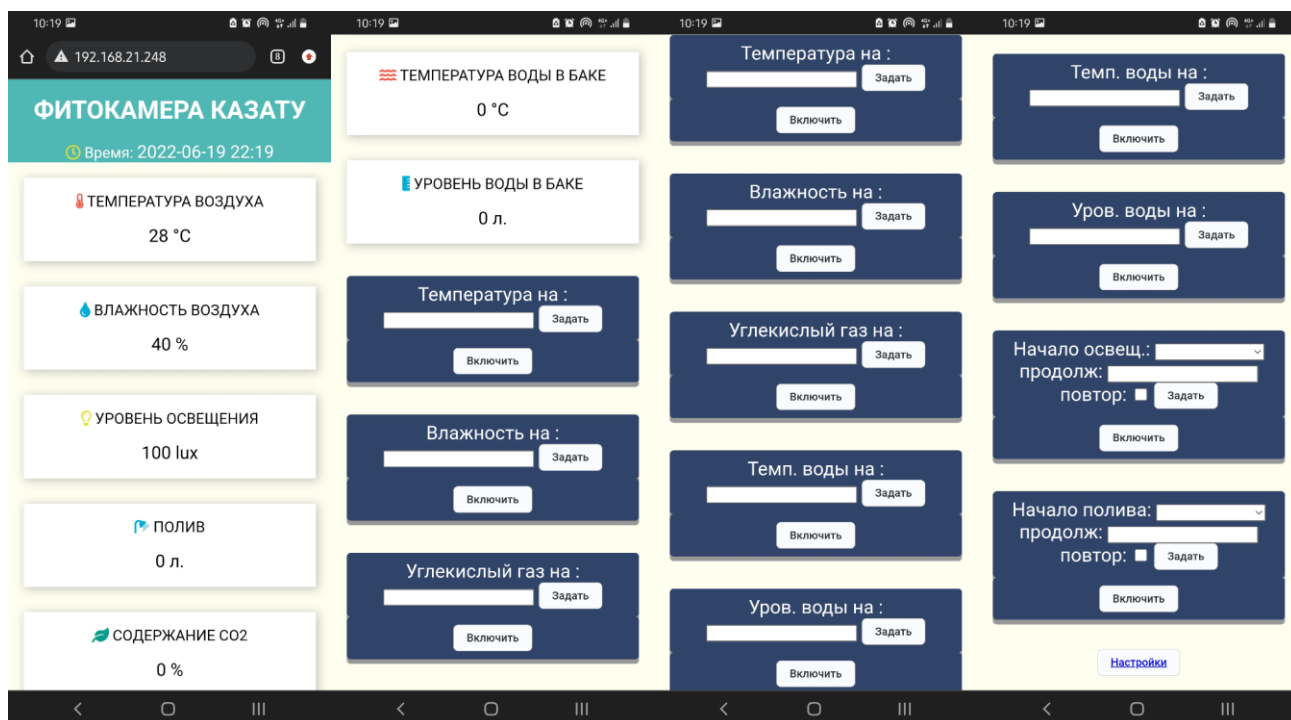 10:19
192.168.21.248
8
ФИТОКАМЕРА КАЗАТУ
Время: 2022-06-19 22:19
ТЕМПЕРАТУРА ВОЗДУХА
28 °C
ВЛАЖНОСТЬ ВОЗДУХА
40 %
УРОВЕНЬ ОСВЕЩЕНИЯ
100 lux
ПОЛИВ
0 л.
СОДЕРЖАНИЕ СО2
0 %
10:19
ТЕМПЕРАТУРА ВОДЫ В БАКЕ
0 °C
УРОВЕНЬ ВОДЫ В БАКЕ
0 л.
Температура на :
Задать
Включить
Влажность на :
Задать
Включить
Углекислый газ на :
Задать
Включить
10:19
Температура на :
Задать
Включить
Влажность на :
Задать
Включить
Углекислый газ на :
Задать
Включить
Темп. воды на :
Задать
Включить
Уров. воды на :
Задать
Включить
10:19
Темп. воды на :
Задать
Включить
Уров. воды на :
Задать
Включить
Начало освещ.:
продолж:
повтор: Задать
Включить
Начало полива:
продолж:
повтор: Задать
Включить
Настройки